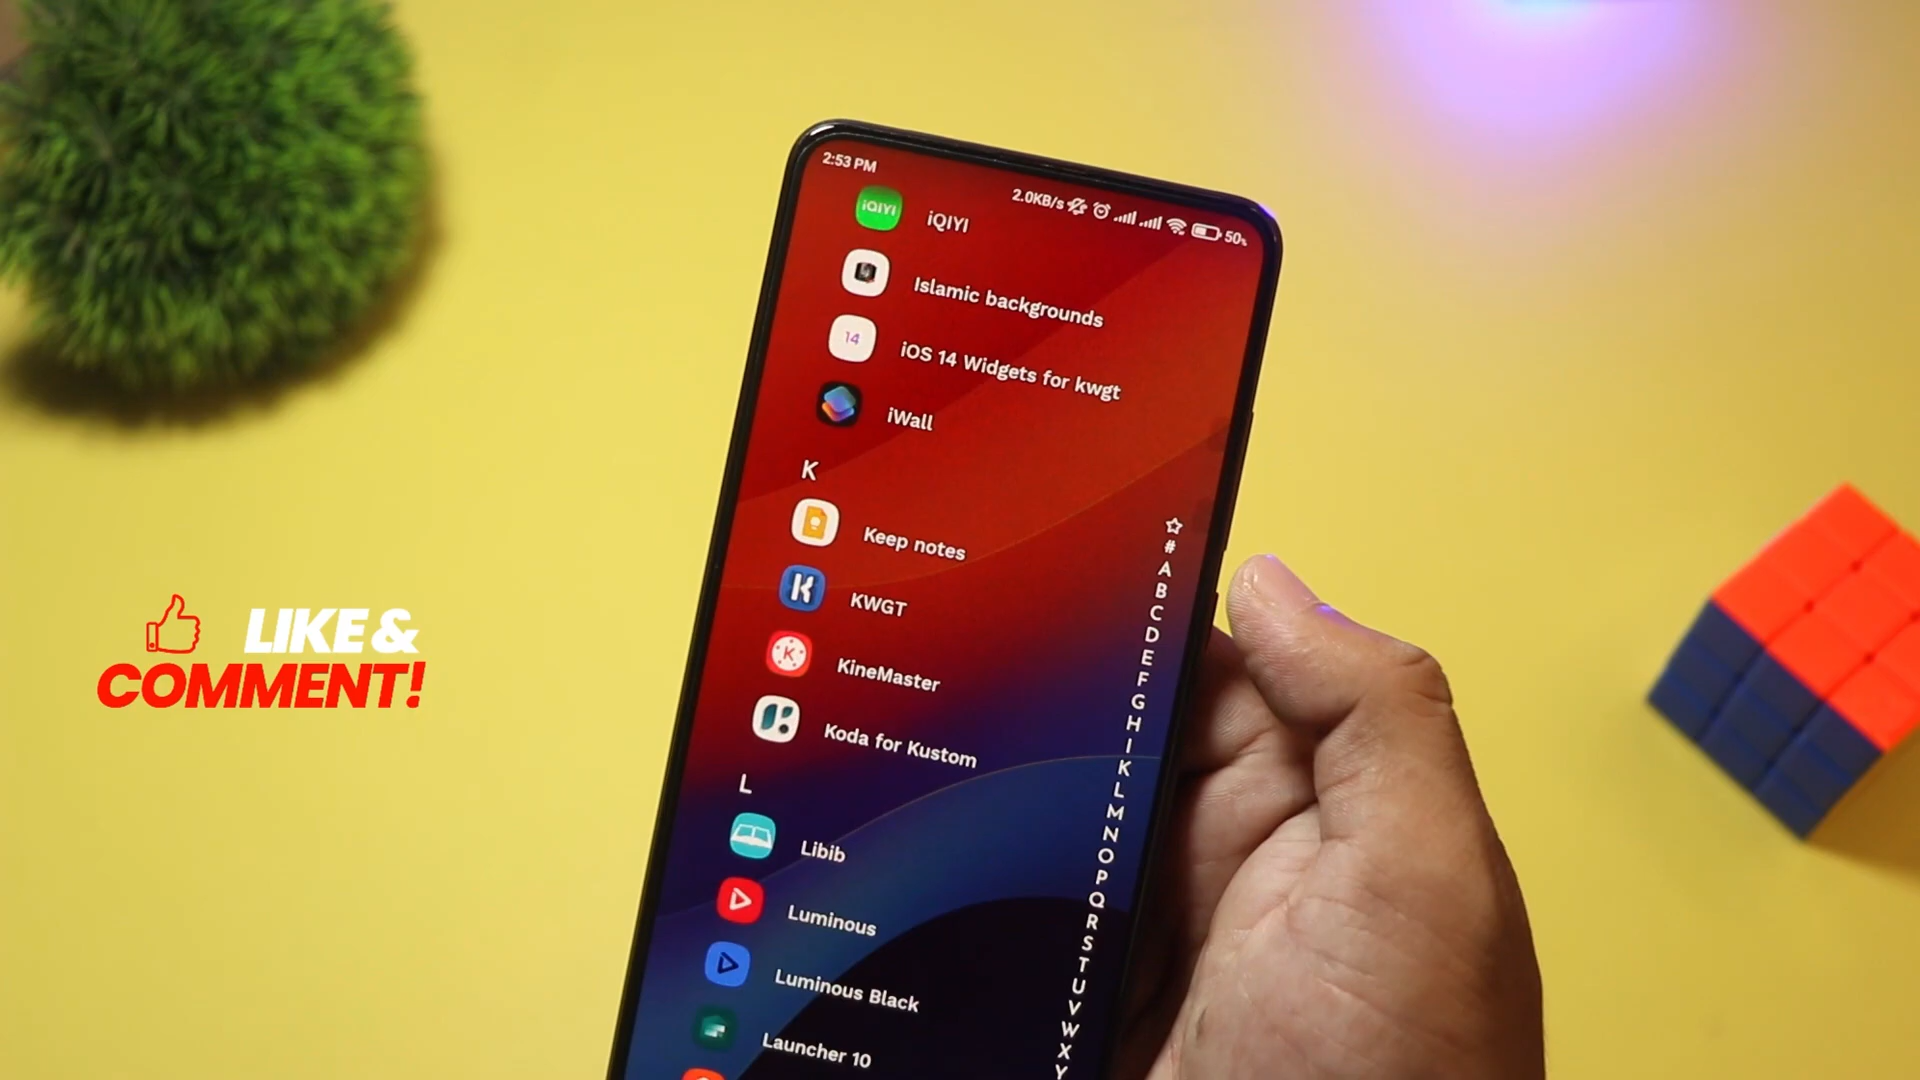 2:53 PM
2.0KB/s 50%
iQIYI
iQIYI
Islamic backgrounds
14
iOS 14 Widgets for kwgt
iWall
K
Keep notes
KWGT
K
KineMaster
Koda for Kustom
L
Libib
Luminous
Luminous Black
Launcher 10
#
A
B
C
D
E
F
G
H
I
K
L
M
N
O
P
Q
R
S
T
U
V
W
X
Y
LIKE &
COMMENT!